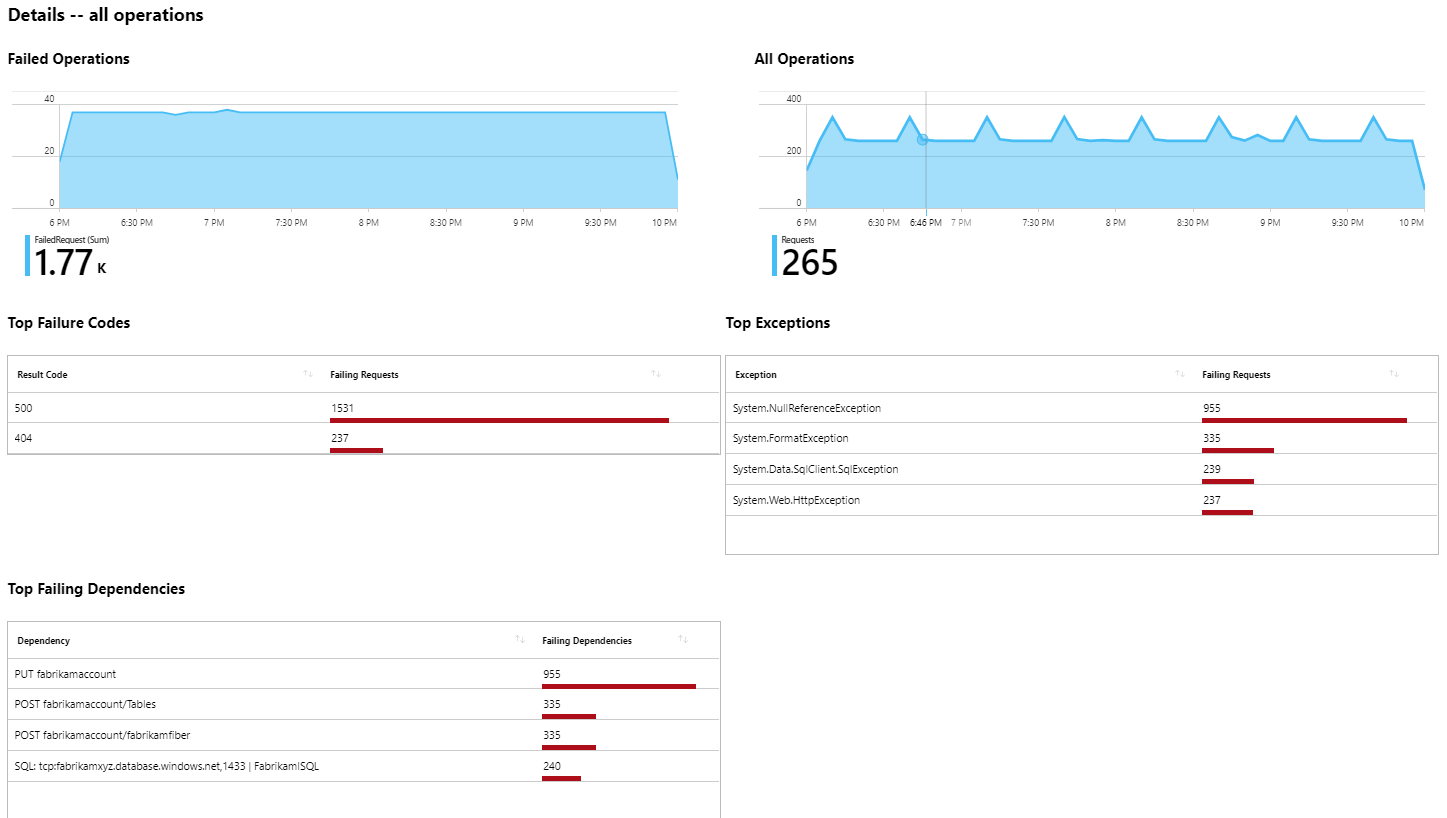 Details -- all operations
Failed Operations
All Operations
40
20
0
6 PM 6:30 PM 7 PM 7:30 PM 8 PM 8:30 PM 9 PM 9:30 PM 10 PM
400
200
0
6 PM 6:30 PM 6:46 PM 7 PM 7:30 PM 8 PM 8:30 PM 9 PM 9:30 PM 10 PM
FailedRequest (Sum)
1.77 K
Requests
265
Top Failure Codes
Result Code Failing Requests
500 1531
404 237
Top Exceptions
Exception Failing Requests
System.NullReferenceException 955
System.FormatException 335
System.Data.SqlClient.SqlException 239
System.Web.HttpException 237
Top Failing Dependencies
Dependency Failing Dependencies
PUT fabrikamaccount 955
POST fabrikamaccount/Tables 335
POST fabrikamaccount/fabrikamfiber 335
SQL: tcp:fabrikamxyz.database.windows.net,1433 | FabrikamSQL 240